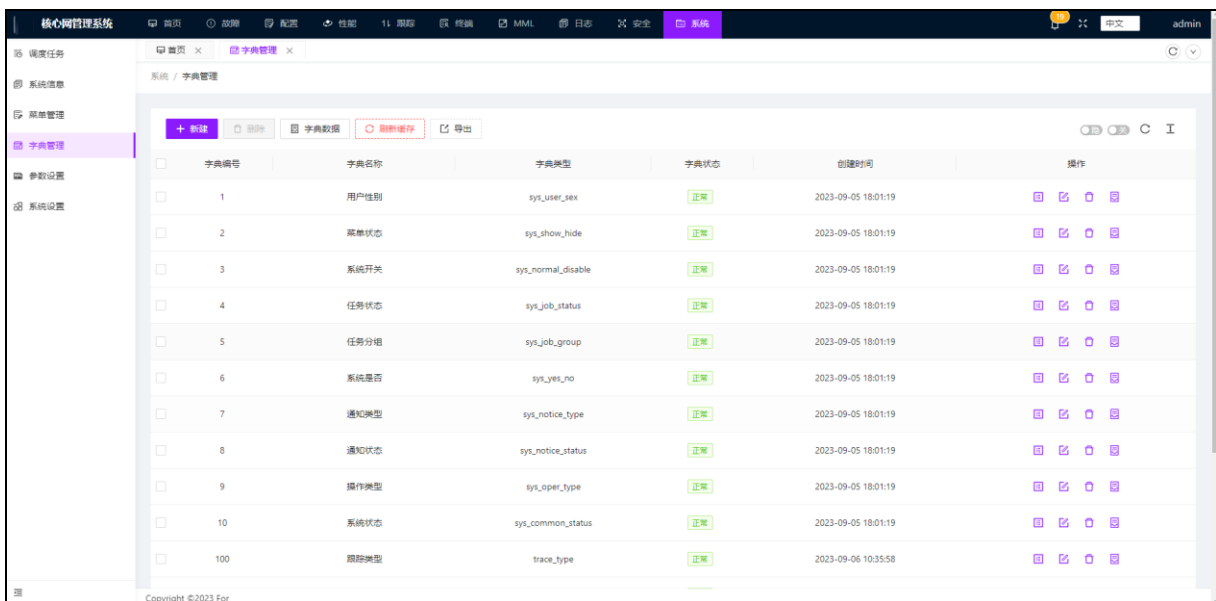 核心网管理系统 首页 故障 配置 性能 跟踪 终端 MML 日志 安全 系统 19 中文 admin
调度任务
首页 字典管理
系统信息
系统 / 字典管理
菜单管理
字典管理
参数设置
系统设置
新建 删除 字典数据 刷新缓存 导出
字典编号 字典名称 字典类型 字典状态 创建时间 操作
1 用户性别 sys_user_sex 正常 2023-09-05 18:01:19
2 菜单状态 sys_show_hide 正常 2023-09-05 18:01:19
3 系统开关 sys_normal_disable 正常 2023-09-05 18:01:19
4 任务状态 sys_job_status 正常 2023-09-05 18:01:19
5 任务分组 sys_job_group 正常 2023-09-05 18:01:19
6 系统是否 sys_yes_no 正常 2023-09-05 18:01:19
7 通知类型 sys_notice_type 正常 2023-09-05 18:01:19
8 通知状态 sys_notice_status 正常 2023-09-05 18:01:19
9 操作类型 sys_oper_type 正常 2023-09-05 18:01:19
10 系统状态 sys_common_status 正常 2023-09-05 18:01:19
100 跟踪类型 trace_type 正常 2023-09-06 10:35:58
Copyright ©2023 For